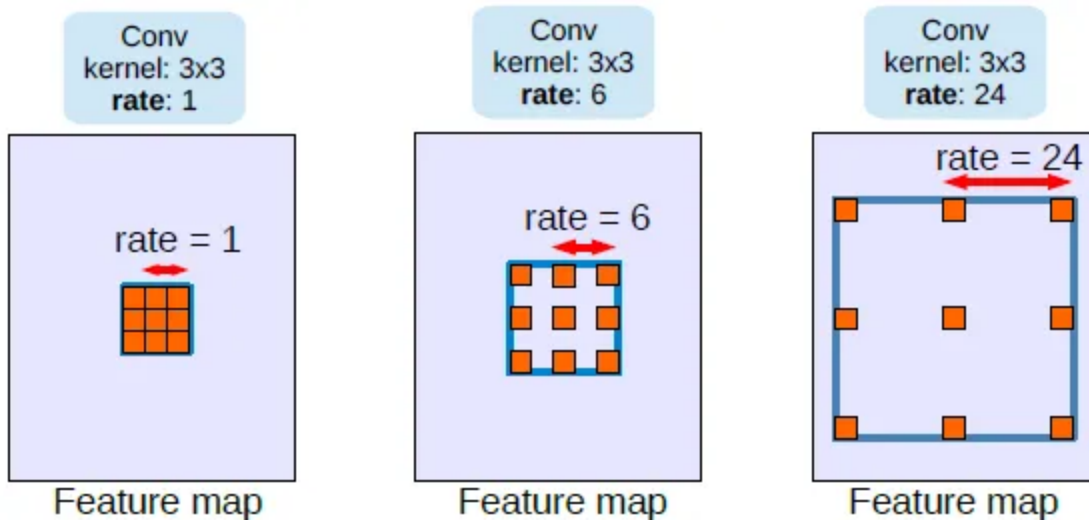 Conv
kernel: 3x3
rate: 1
Conv
kernel: 3x3
rate: 6
Conv
kernel: 3x3
rate: 24
rate = 1
rate = 6
rate = 24
Feature map
Feature map
Feature map